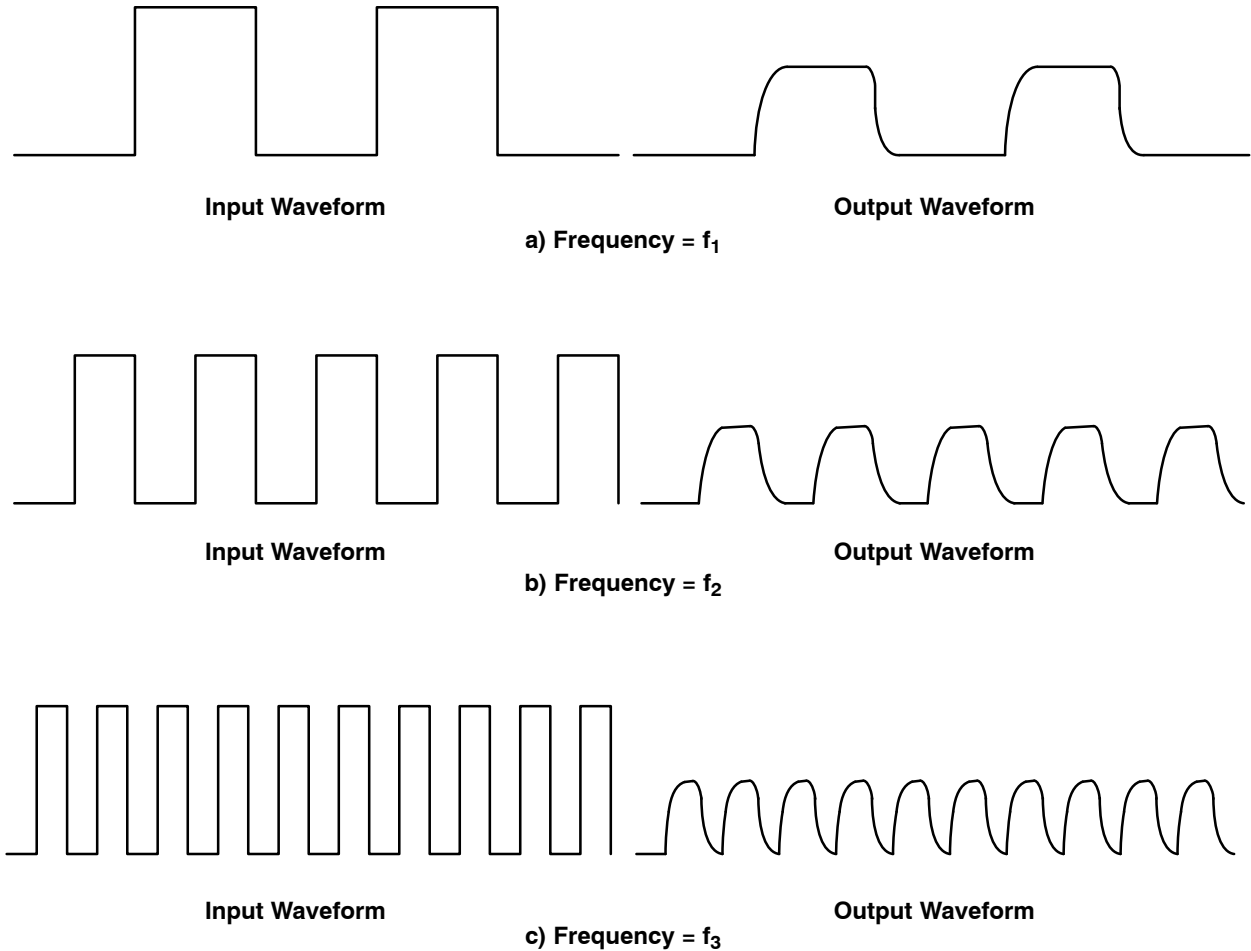 Input Waveform
Output Waveform
a) Frequency = f₁
Input Waveform
Output Waveform
b) Frequency = f₂
Input Waveform
Output Waveform
c) Frequency = f₃